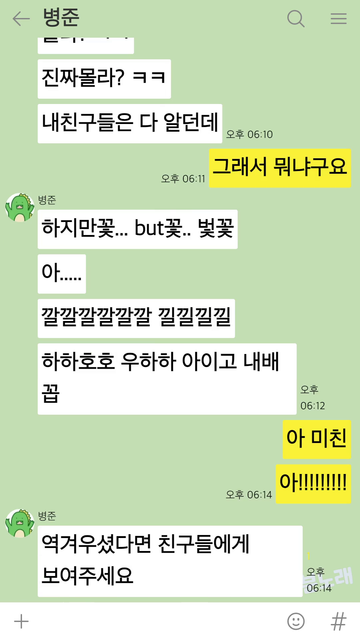 병준
진짜몰라? ㅋㅋ
내친구들은 다 알던데
오후 06:10
그래서 뭐냐구요
오후 06:11
병준
하지만꽃... but꽃.. 벚꽃
아.....
깔깔깔깔깔깔 낄낄낄낄
하하호호 우하하 아이고 내배
꼽
오후
06:12
아 미친
아!!!!!!!!!
오후 06:14
병준
역겨우셨다면 친구들에게
보여주세요
오후
06:14